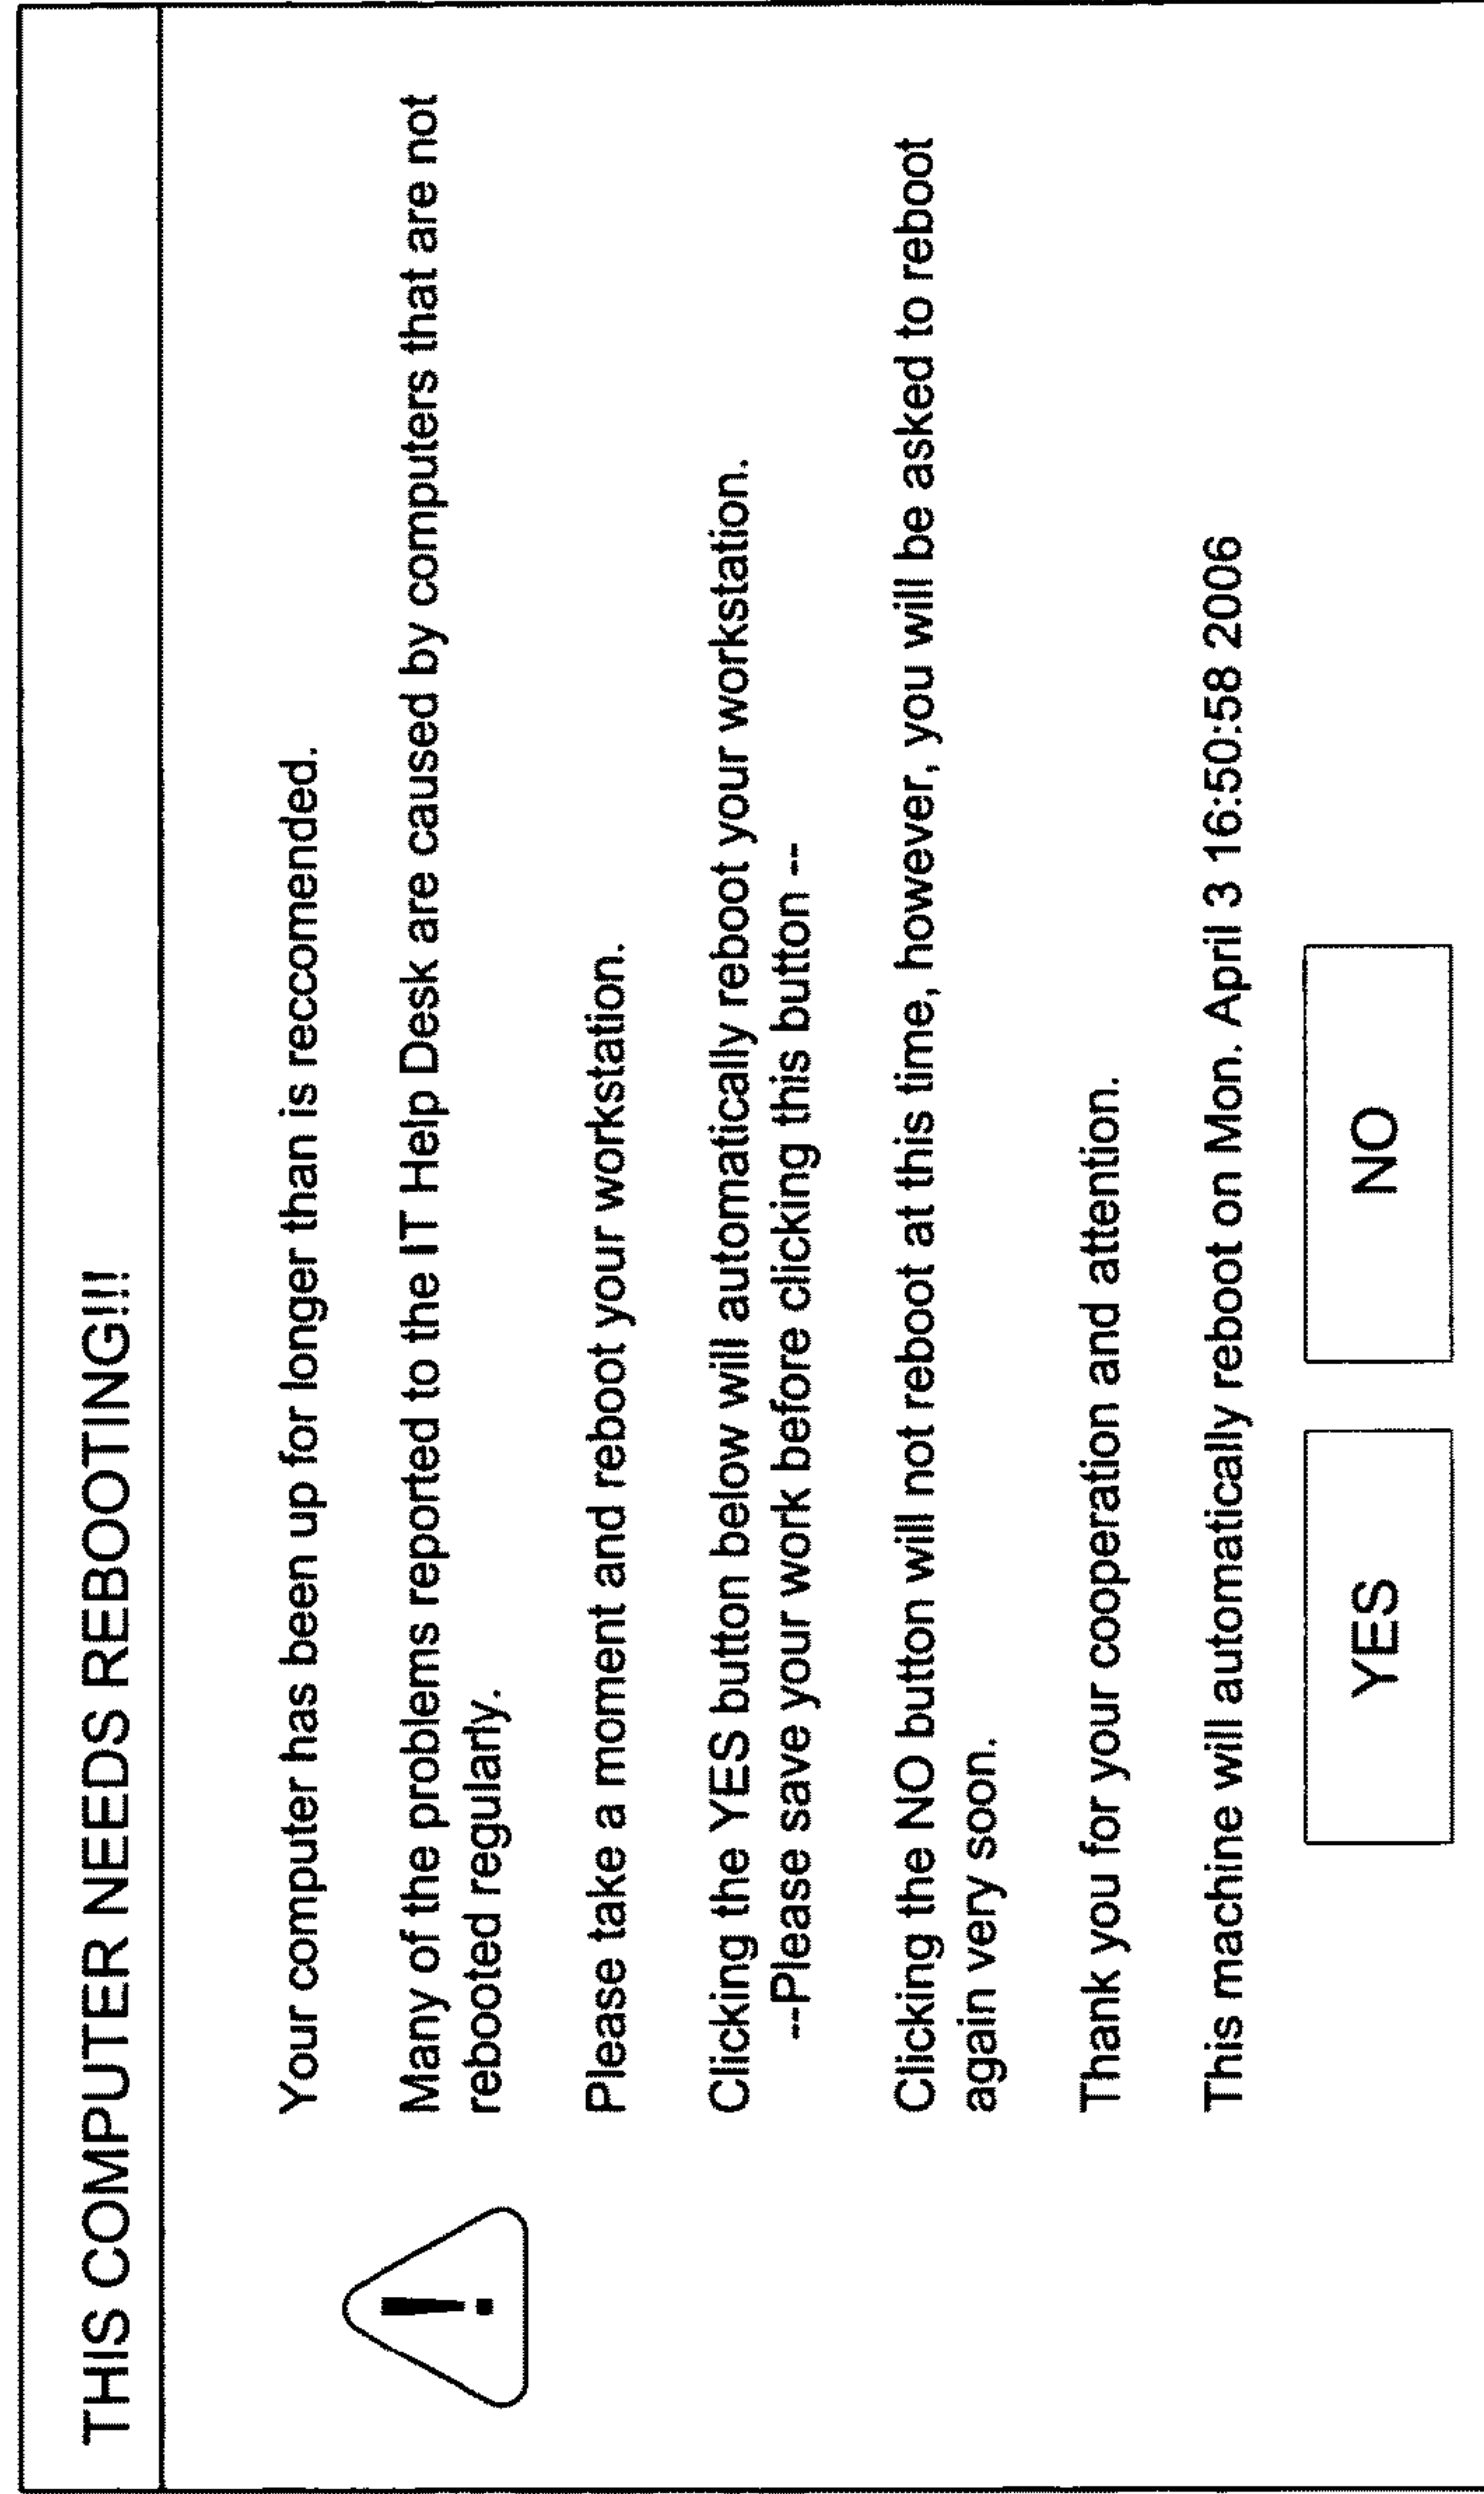 THIS COMPUTER NEEDS REBOOTING!!!
Your computer has been up for longer than is reccomended.
Many of the problems reported to the IT Help Desk are caused by computers that are not
rebooted regularly.
Please take a moment and reboot your workstation.
Clicking the YES button below will automatically reboot your workstation.
--Please save your work before clicking this button --
Clicking the NO button will not reboot at this time, however, you will be asked to reboot
again very soon.
Thank you for your cooperation and attention.
This machine will automatically reboot on Mon. April 3 16:50:58 2006
YES NO